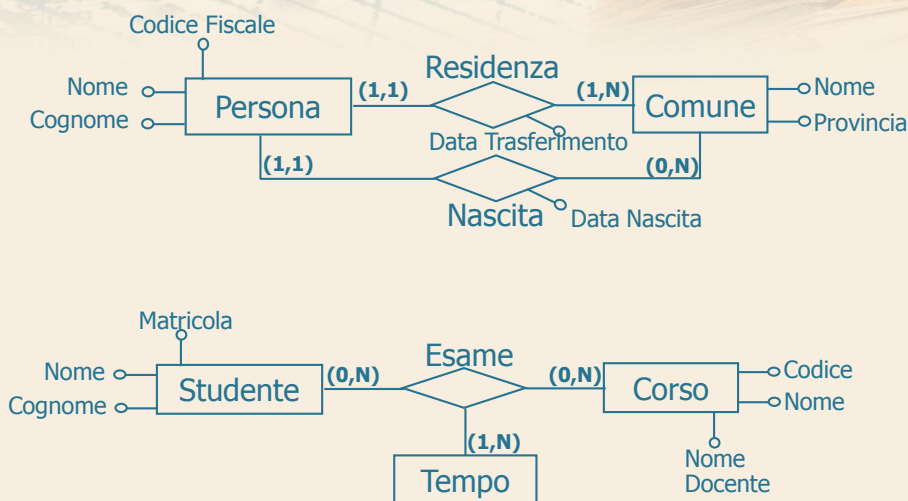 Codice Fiscale
Nome
Cognome
Persona
(1,1)
Residenza
(1,N)
Comune
Nome
Provincia
Data Trasferimento
(1,1)
(0,N)
Nascita
Data Nascita
Matricola
Nome
Cognome
Studente
(0,N)
Esame
(0,N)
Corso
Codice
Nome
(1,N)
Nome
Docente
Tempo